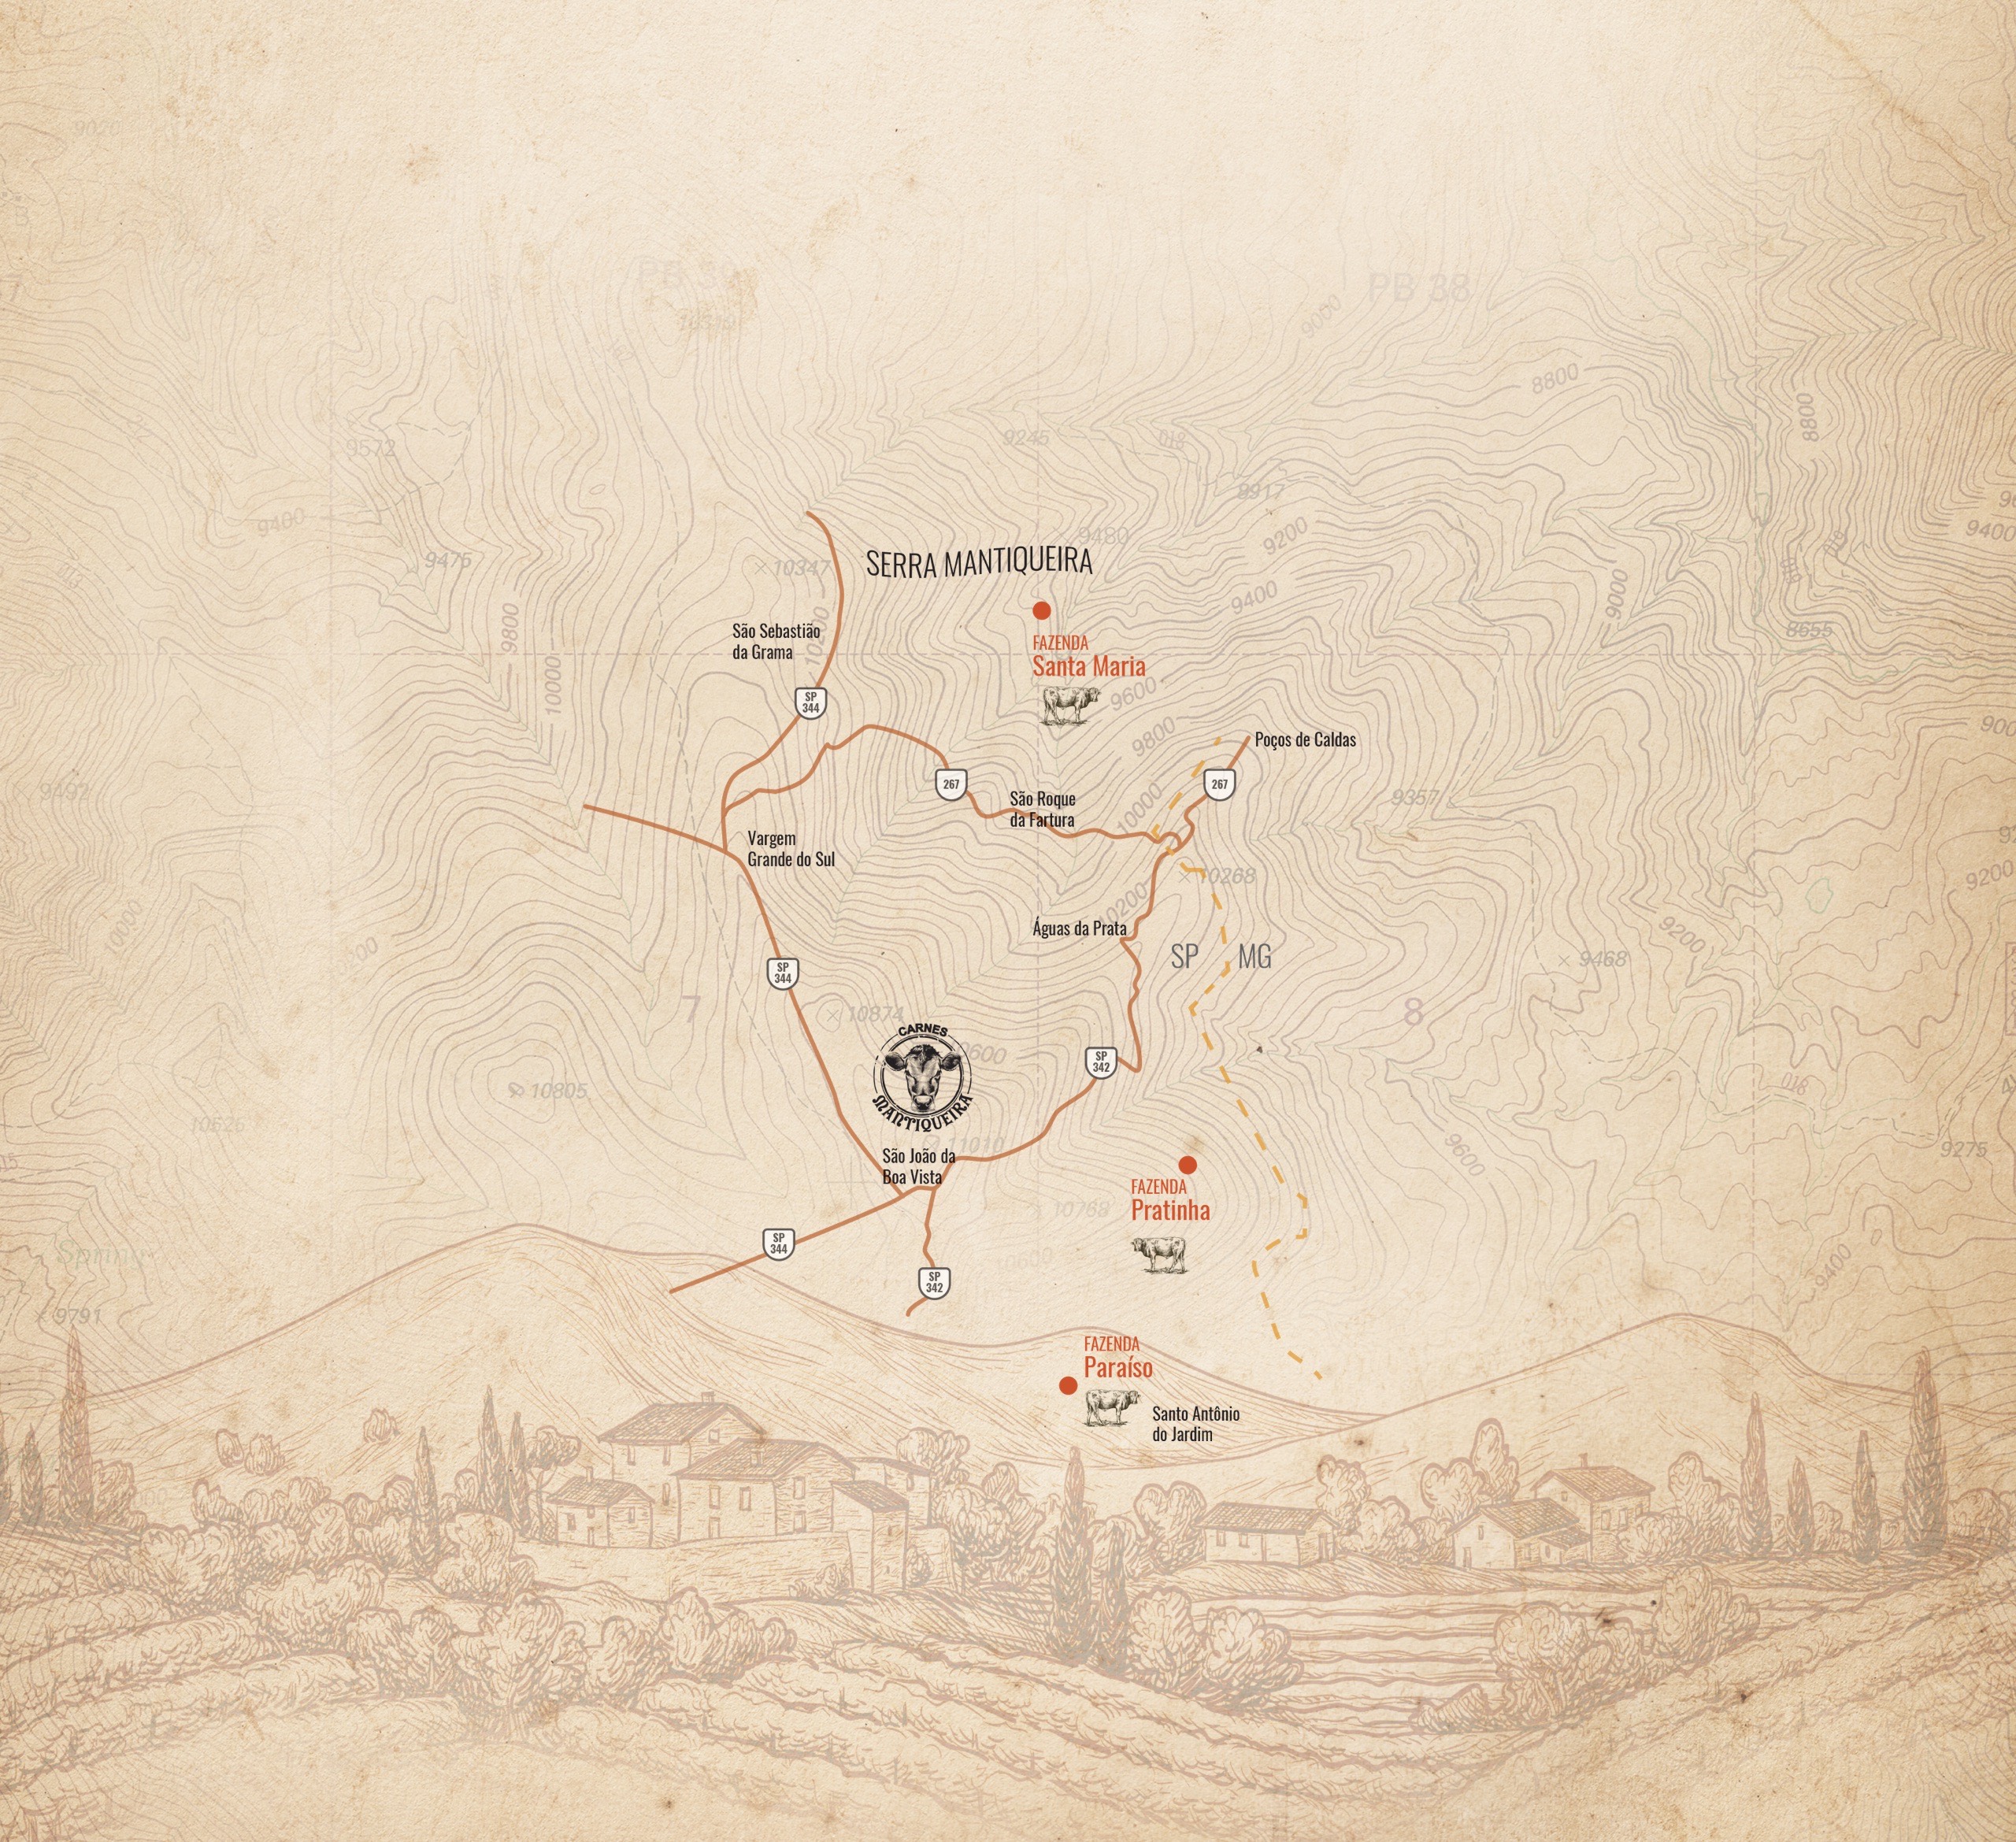 9020
PB 38
9000
8800
8800
9572
9245
9400
9475
8917
9480
9200
9400
SERRA MANTIQUEIRA
10347
9400
9000
9800
10200
10000
São Sebastião
da Grama
8655
FAZENDA
Santa Maria
9600
SP
344
9800
Poços de Caldas
267
267
9492
9357
São Roque
da Fartura
10000
Vargem
Grande do Sul
10268
9200
10000
10200
Águas da Prata
9200
SP
MG
9468
SP
344
7
10874
8
CARNES
MANTIQUEIRA
SP
342
10805
11010
9600
9275
São João da
Boa Vista
FAZENDA
Pratinha
10768
SP
344
Spring
SP
342
9400
9791
FAZENDA
Paraíso
Santo Antônio
do Jardim